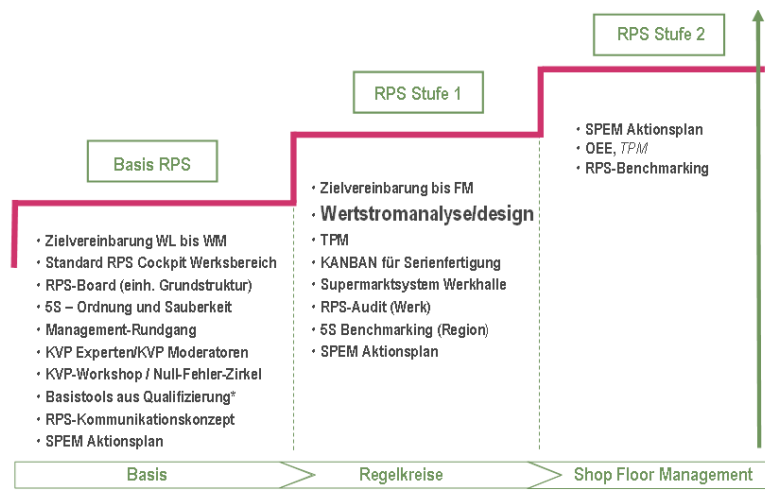 Basis RPS
• Zielvereinbarung WL bis WM
• Standard RPS Cockpit Werksbereich
• RPS-Board (einh. Grundstruktur)
• 5S – Ordnung und Sauberkeit
• Management-Rundgang
• KVP Experten/KVP Moderatoren
• KVP-Workshop / Null-Fehler-Zirkel
• Basistools aus Qualifizierung*
• RPS-Kommunikationskonzept
• SPEM Aktionsplan
RPS Stufe 1
• Zielvereinbarung bis FM
• Wertstromanalyse/design
• TPM
• KANBAN für Serienfertigung
• Supermarktsystem Werkhalle
• RPS-Audit (Werk)
• 5S Benchmarking (Region)
• SPEM Aktionsplan
RPS Stufe 2
• SPEM Aktionsplan
• OEE, TPM
• RPS-Benchmarking
Basis
Regelkreise
Shop Floor Management